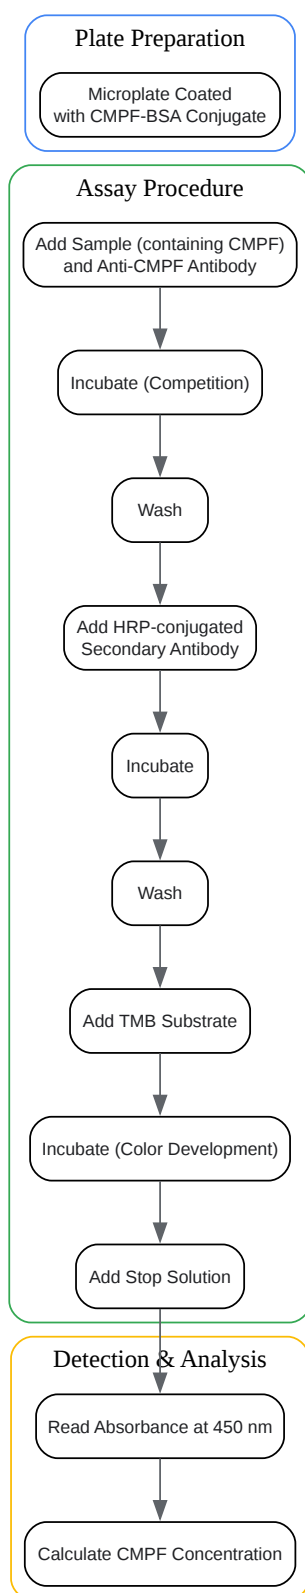 Plate Preparation
Microplate Coated
with CMPF-BSA Conjugate
Assay Procedure
Add Sample (containing CMPF)
and Anti-CMPF Antibody
Incubate (Competition)
Wash
Add HRP-conjugated
Secondary Antibody
Incubate
Wash
Add TMB Substrate
Incubate (Color Development)
Add Stop Solution
Detection & Analysis
Read Absorbance at 450 nm
Calculate CMPF Concentration